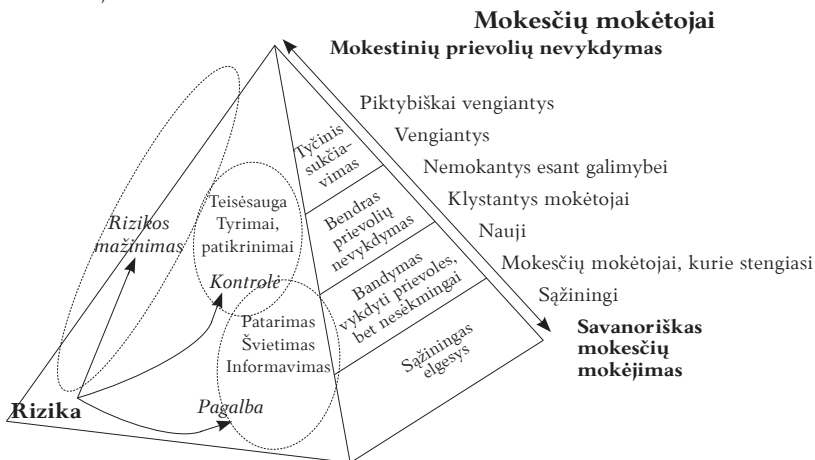 Mokesčių mokėtojai
Mokestinių prievolių nevykdymas
Piktybiškai vengiantys
Vengiantys
Nemokantys esant galimybei
Klystantys mokėtojai
Nauji
Mokesčių mokėtojai, kurie stengiasi
Sąžiningi
Savanoriškas
mokesčių
mokėjimas
Tyčinis
sukčia-
vimas
Bendras
prievolių
nevykdymas
Bandymas
vykdyti prievoles,
bet nesėkmingai
Sąžiningas
elgesys
Teisėsauga
Tyrimai,
patikrinimai
Kontrolė
Rizikos
mažinimas
Patarimas
Švietimas
Informavimas
Pagalba
Rizika